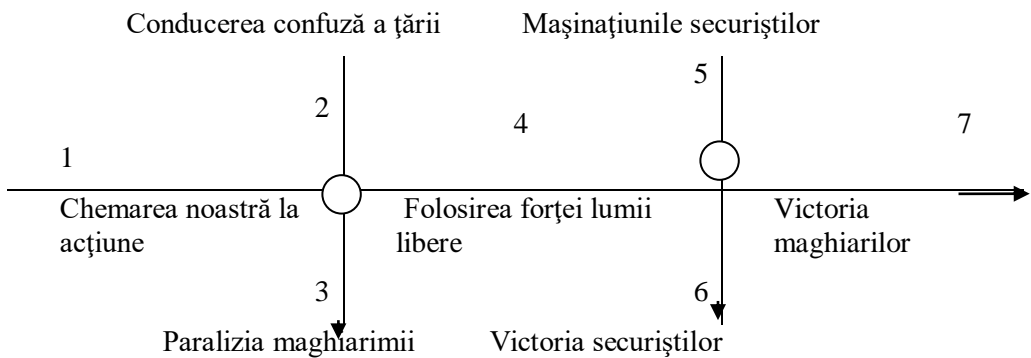 Conducerea confuză a ţării Maşinaţiunile securiştilor
5
2
4 7
1
Chemarea noastră la Folosirea forţei lumii Victoria
acţiune libere maghiarilor
3 6
Paralizia maghiarimii Victoria securiştilor